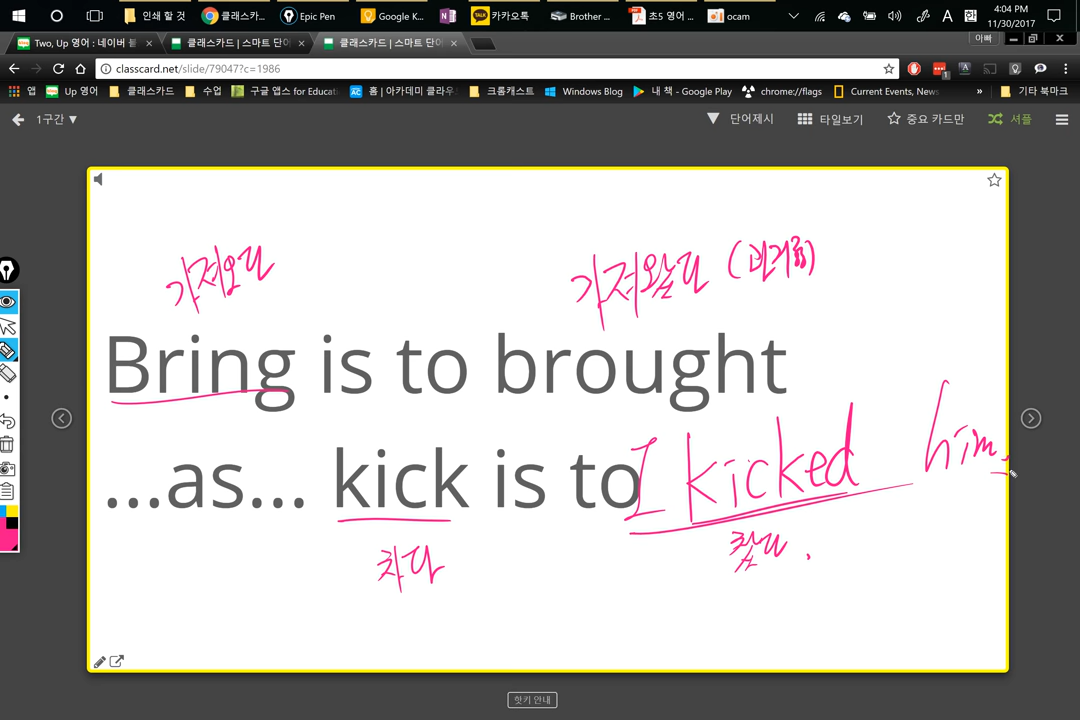 인쇄 할 것 클래스카... Epic Pen Google K... 카카오톡 Brother ... 초5 영어 ... ocam A 한 4:04 PM 11/30/2017
Two, Up 영어 : 네이버 블 클래스카드 | 스마트 단어 클래스카드 | 스마트 단어 아빠
classcard.net/slide/79047?c=1986
앱 Up 영어 클래스카드 수업 구글 앱스 for Educati 홈 | 아카데미 클라우 크롬캐스트 Windows Blog 내 책 - Google Play chrome://flags Current Events, News » 기타 북마크
1구간 ▼ 단어제시 타일보기 중요 카드만 셔플
가져오다 가져왔다 (과거형)
Bring is to brought
...as... kick is to I kicked him.
차다 찼다.
핫키 안내